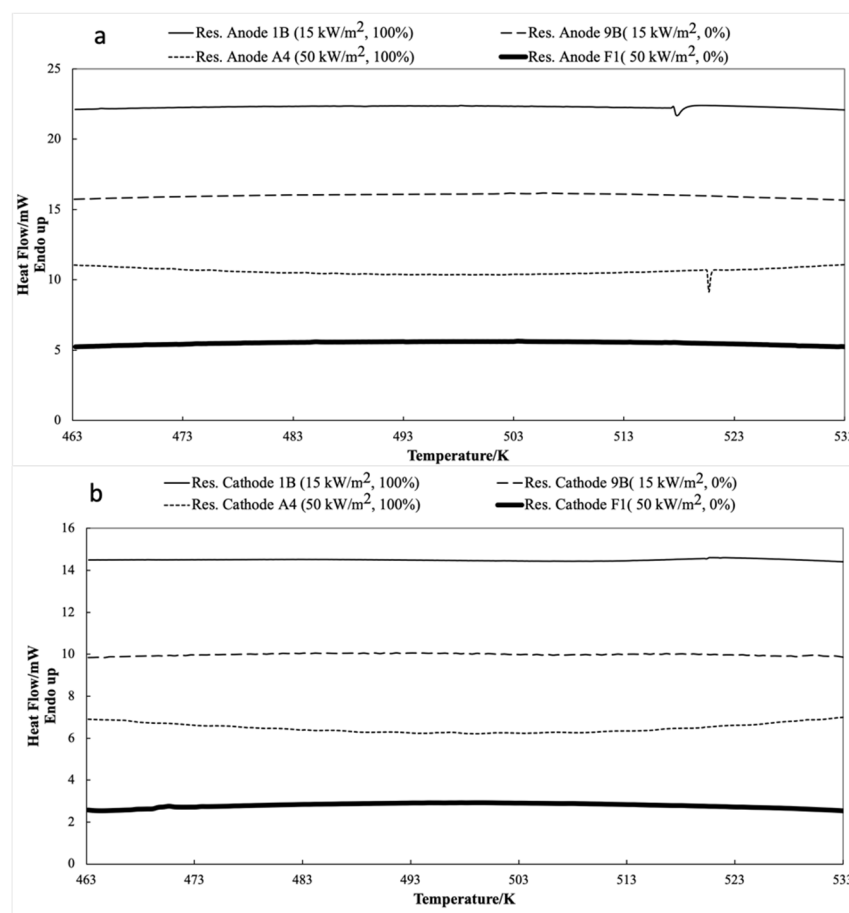 a
Res. Anode 1B (15 kW/m2, 100%)
Res. Anode 9B( 15 kW/m2, 0%)
Res. Anode A4 (50 kW/m2, 100%)
Res. Anode F1( 50 kW/m2, 0%)
25
20
15
10
5
0
Heat Flow/mW
Endo up
463 473 483 493 503 513 523 533
Temperature/K
b
Res. Cathode 1B (15 kW/m2, 100%)
Res. Cathode 9B( 15 kW/m2, 0%)
Res. Cathode A4 (50 kW/m2, 100%)
Res. Cathode F1( 50 kW/m2, 0%)
16
14
12
10
8
6
4
2
0
Heat Flow/mW
Endo up
463 473 483 493 503 513 523 533
Temperature/K